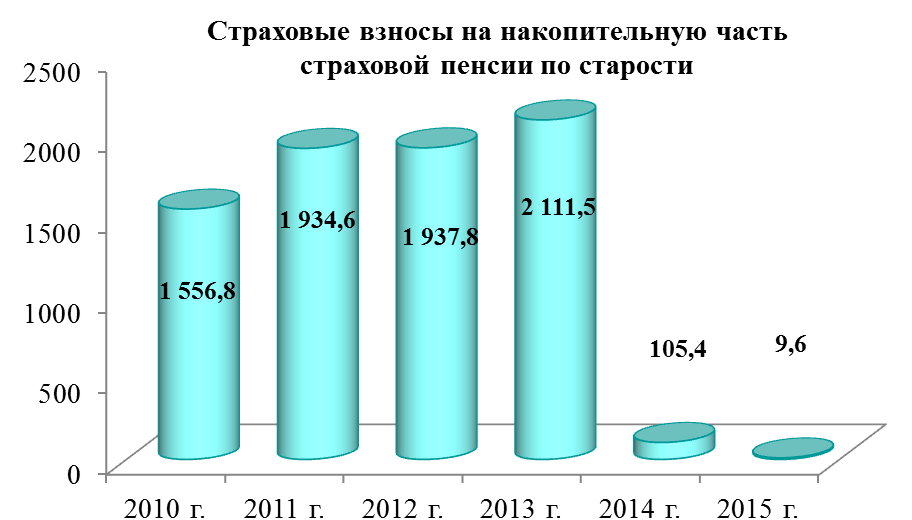 Страховые взносы на накопительную часть
страховой пенсии по старости
2500
2000
1500
1000
500
0
1 556,8
1 934,6
1 937,8
2 111,5
105,4
9,6
2010 г.
2011 г.
2012 г.
2013 г.
2014 г.
2015 г.